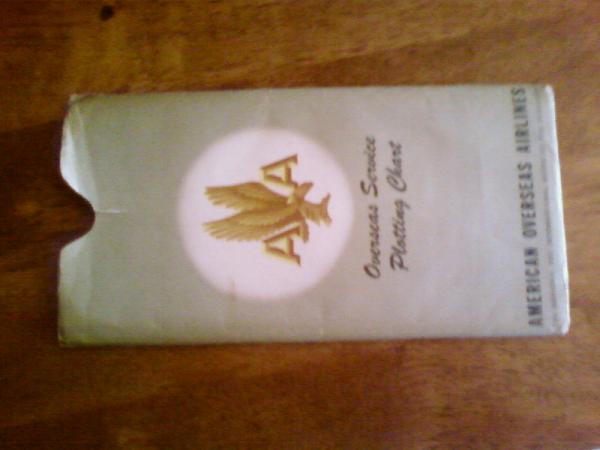 A A
Overseas Service
Plotting Chart
AMERICAN OVERSEAS AIRLINES